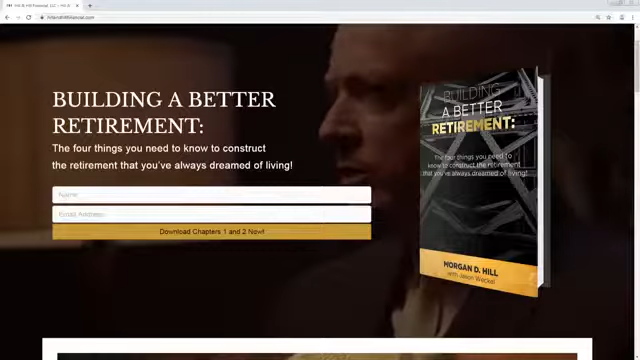 BUILDING A BETTER
RETIREMENT:
The four things you need to know to construct
the retirement that you've always dreamed of living!
Name
Email Address
Download Chapters 1 and 2 Now!
BUILDING
A BETTER
RETIREMENT:
The four things you need to
know to construct the retirement
that you've always dreamed of living!
MORGAN D. HILL
with Jason